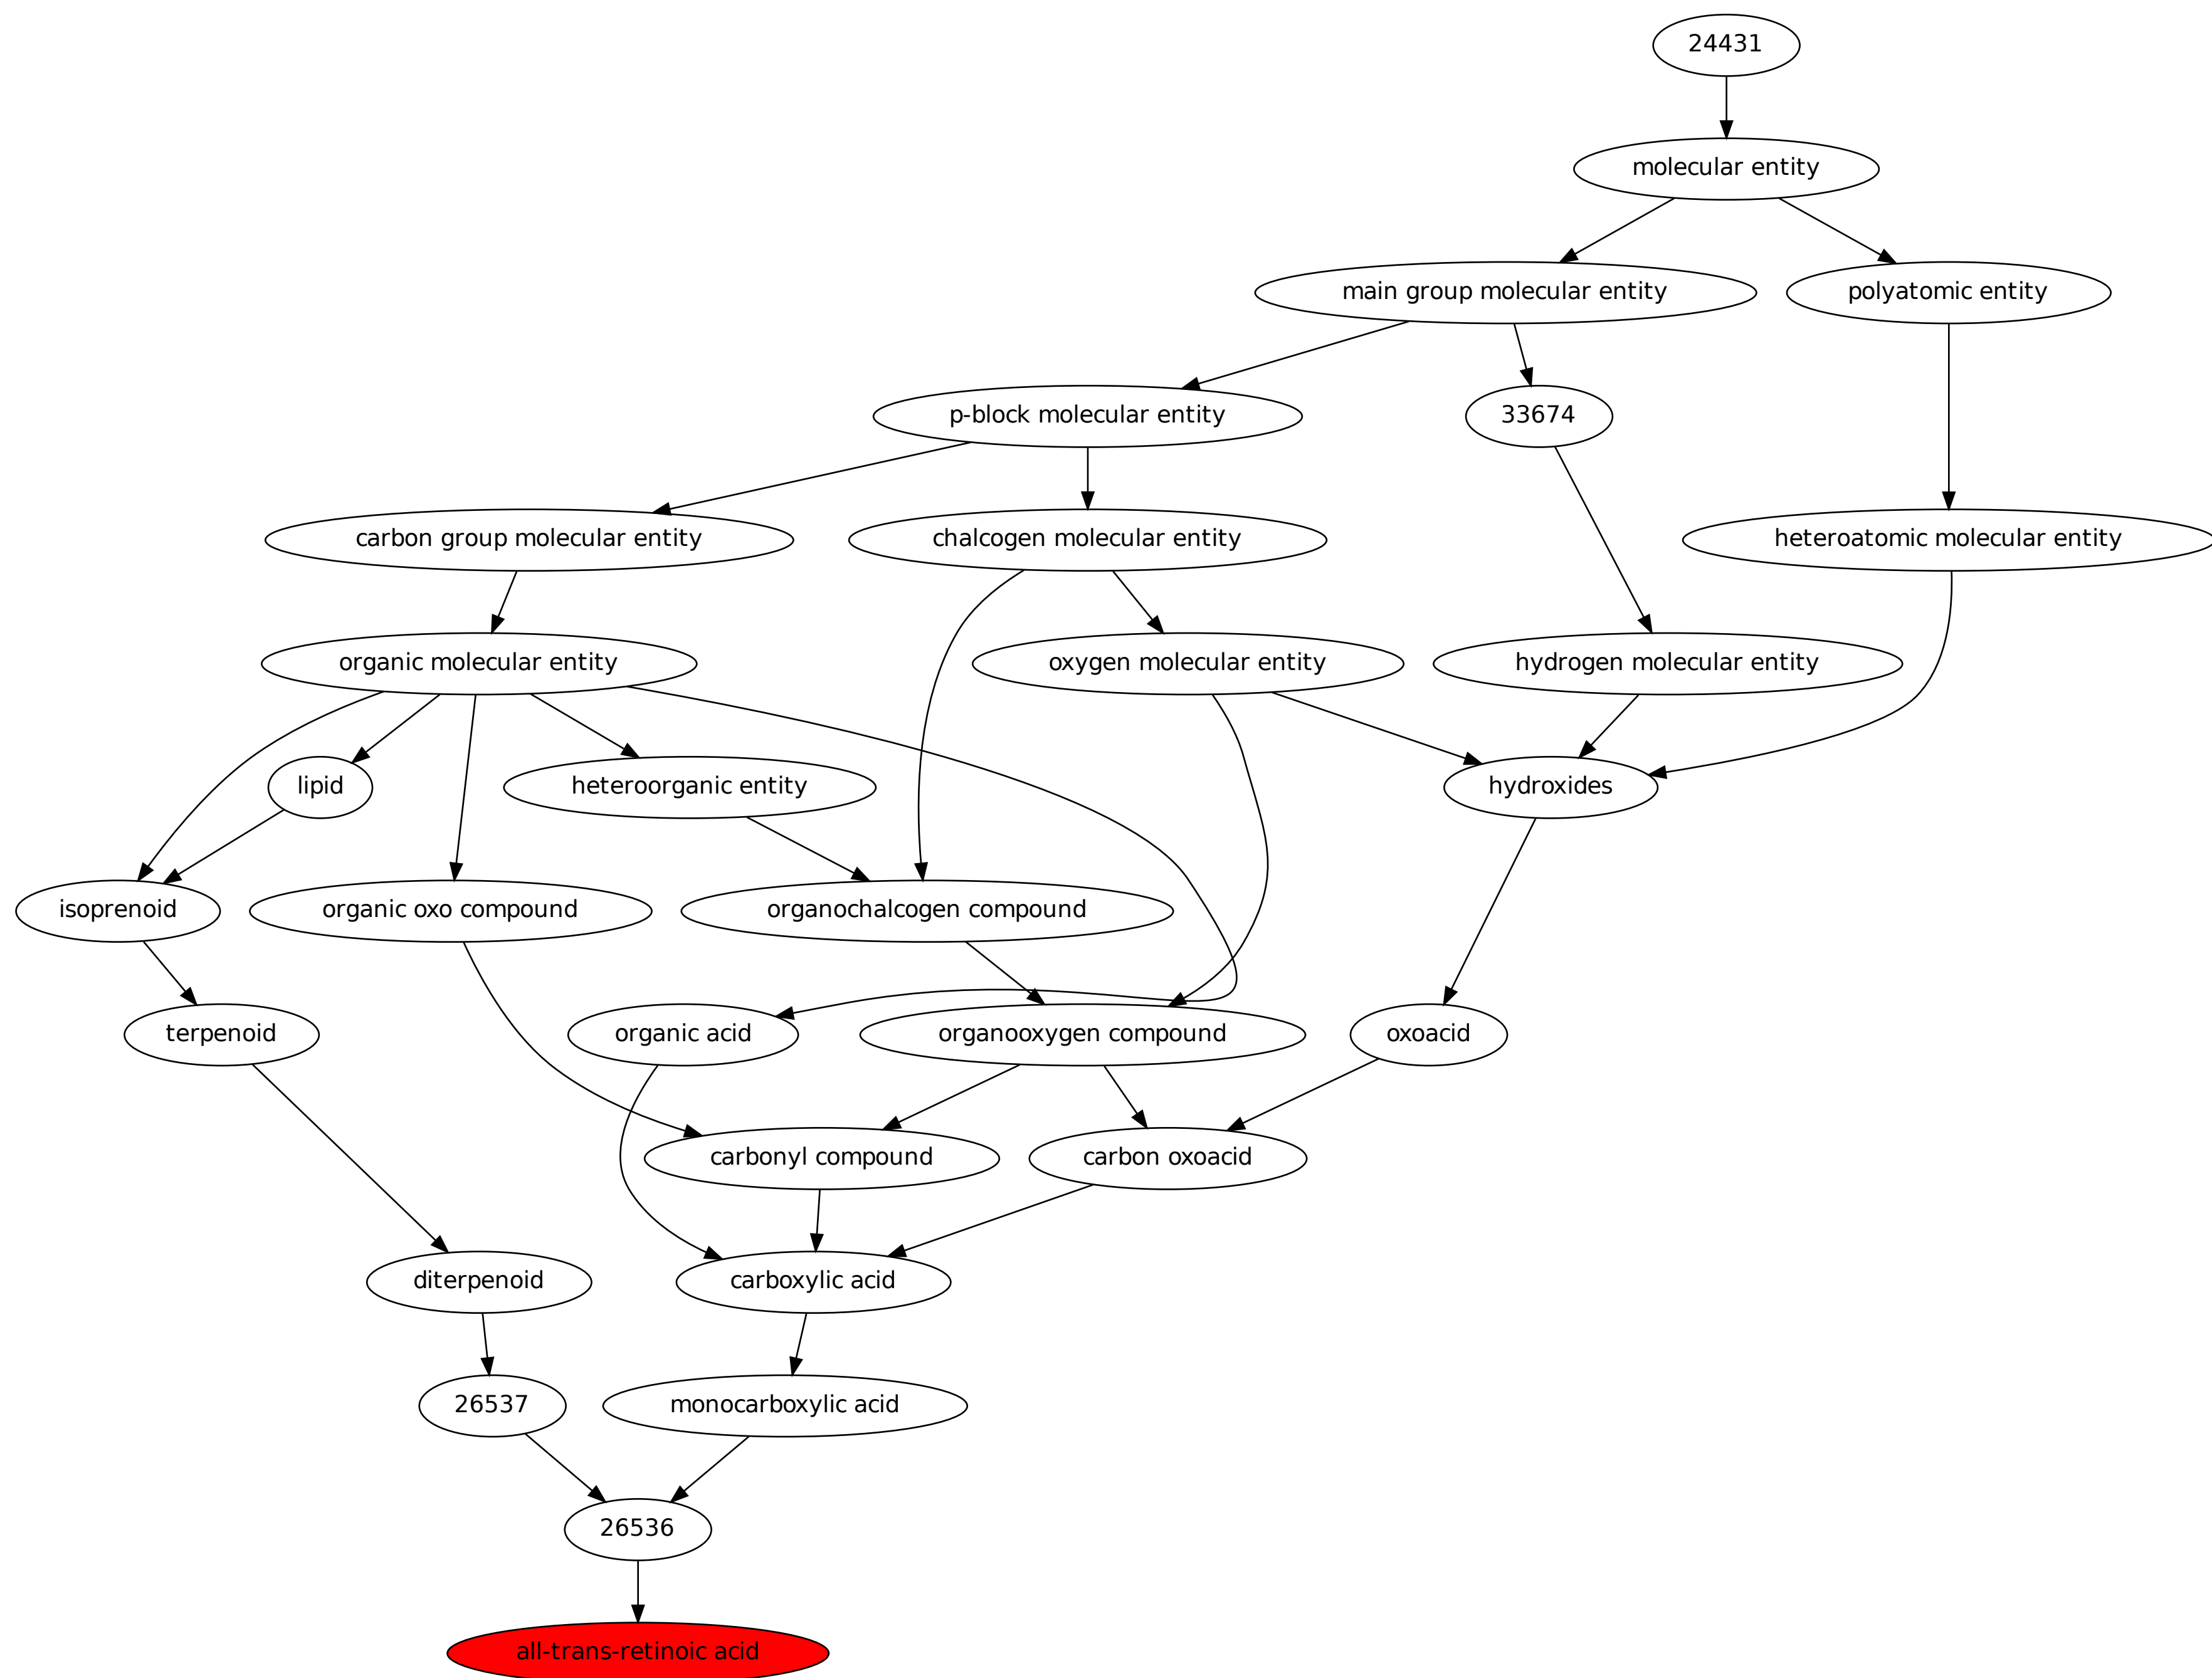 24431
molecular entity
main group molecular entity
polyatomic entity
p-block molecular entity
33674
carbon group molecular entity
chalcogen molecular entity
heteroatomic molecular entity
organic molecular entity
oxygen molecular entity
hydrogen molecular entity
lipid
heteroorganic entity
hydroxides
isoprenoid
organic oxo compound
organochalcogen compound
terpenoid
organic acid
organooxygen compound
oxoacid
carbonyl compound
carbon oxoacid
diterpenoid
carboxylic acid
26537
monocarboxylic acid
26536
all-trans-retinoic acid